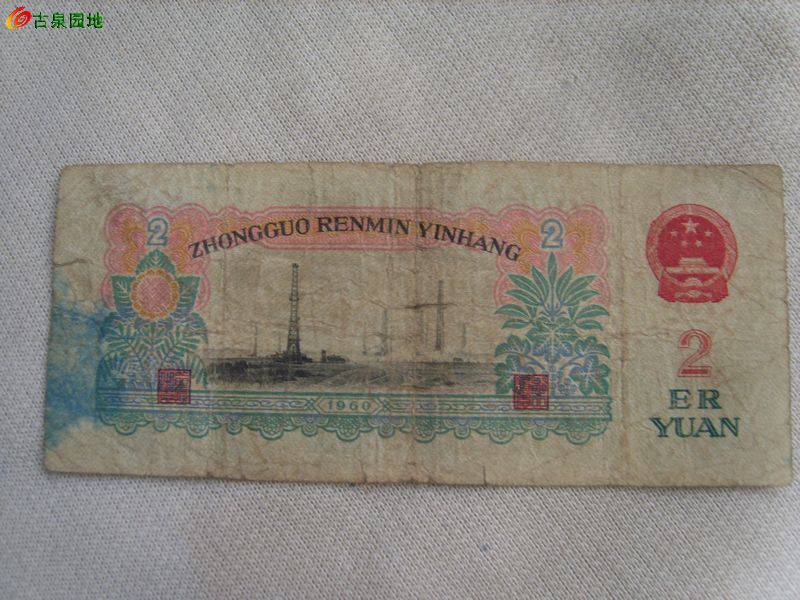 古泉园地
2
ZHONGGUO RENMIN YINHANG
2
1960
2
ER
YUAN